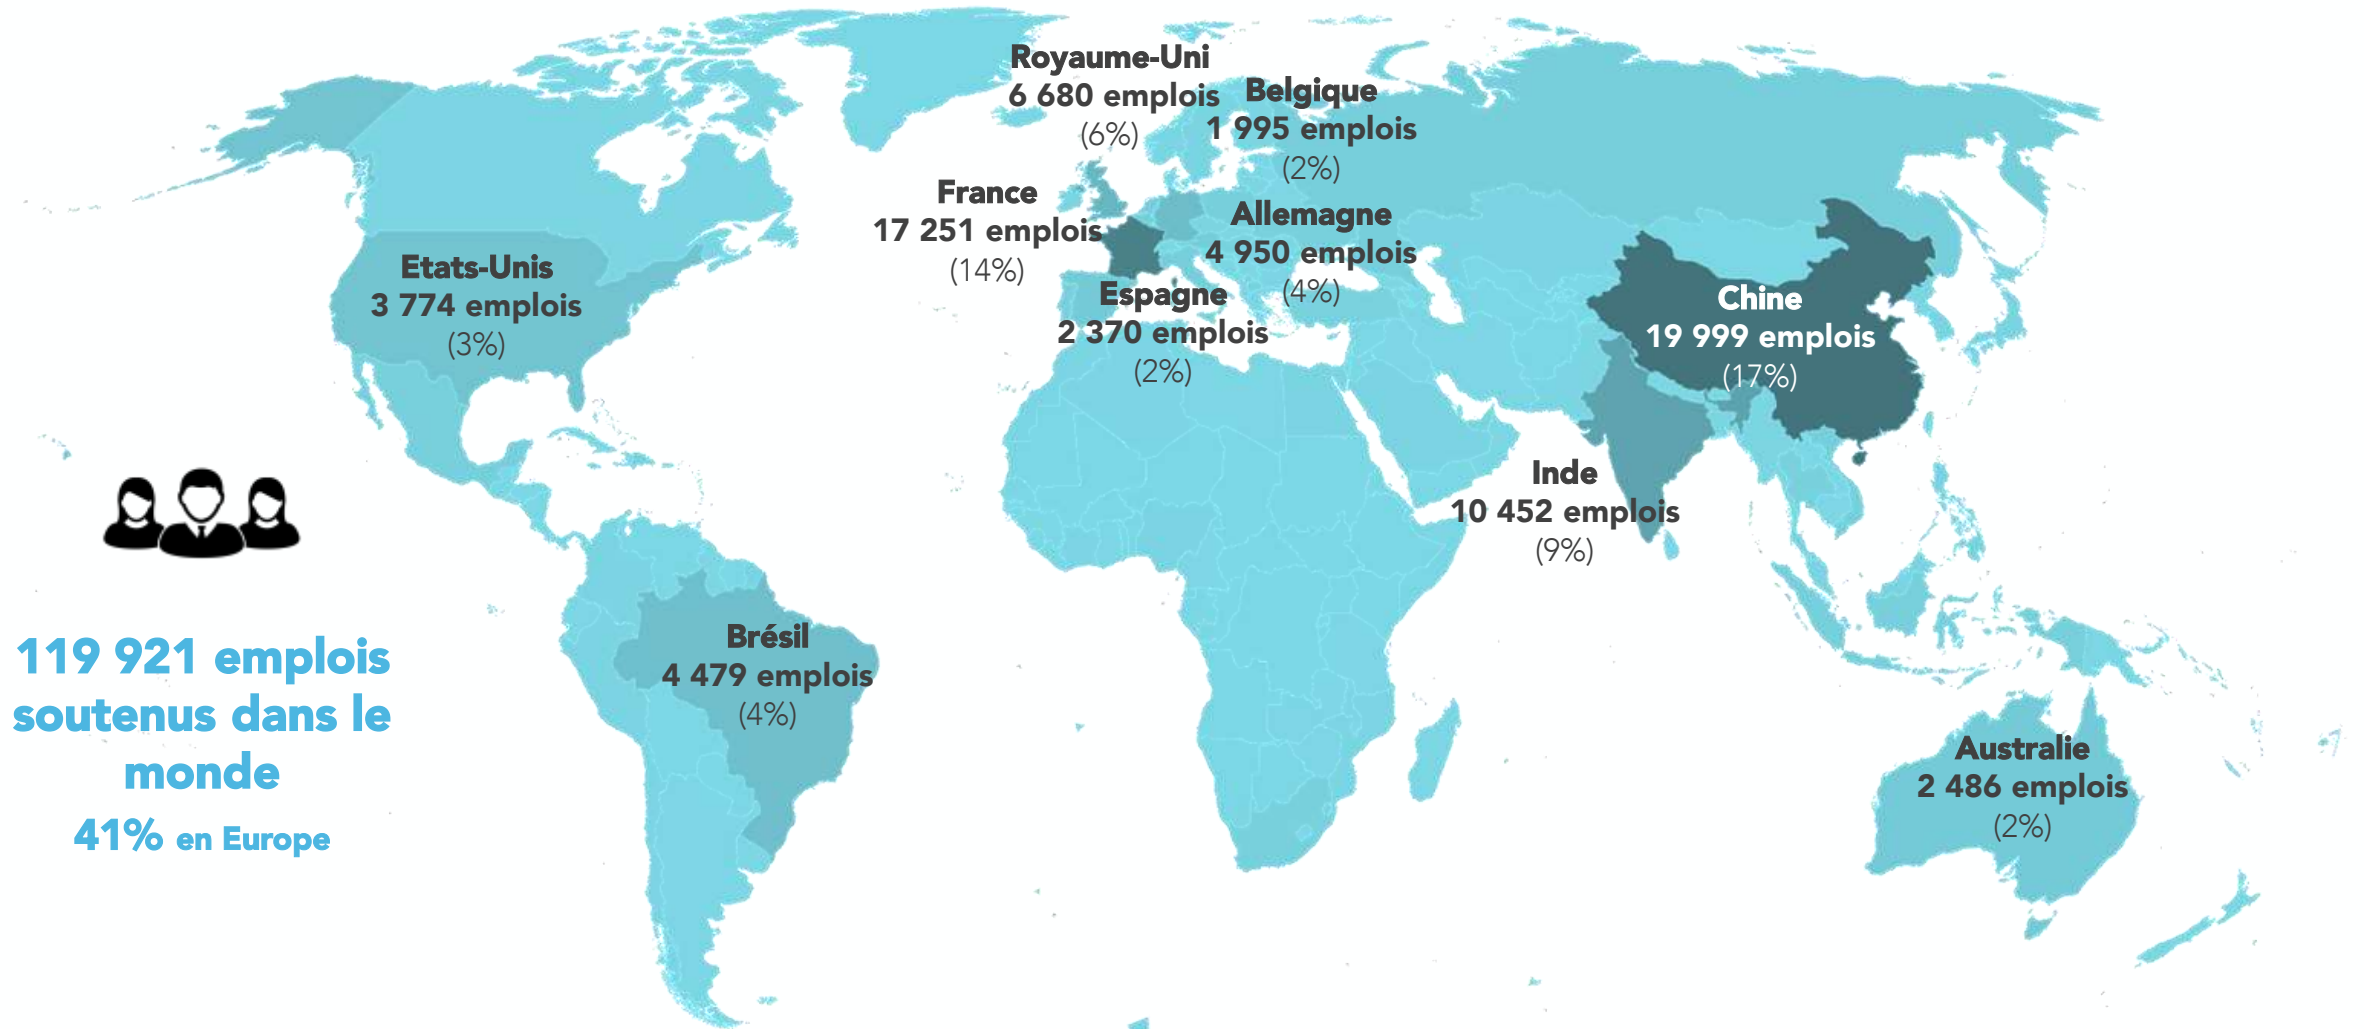 Royaume-Uni
6 680 emplois
(6%)
Belgique
1 995 emplois
(2%)
France
17 251 emplois
(14%)
Allemagne
4 950 emplois
(4%)
Etats-Unis
3 774 emplois
(3%)
Espagne
2 370 emplois
(2%)
Chine
19 999 emplois
(17%)
Inde
10 452 emplois
(9%)
Brésil
4 479 emplois
(4%)
Australie
2 486 emplois
(2%)
119 921 emplois
soutenus dans le
monde
41% en Europe